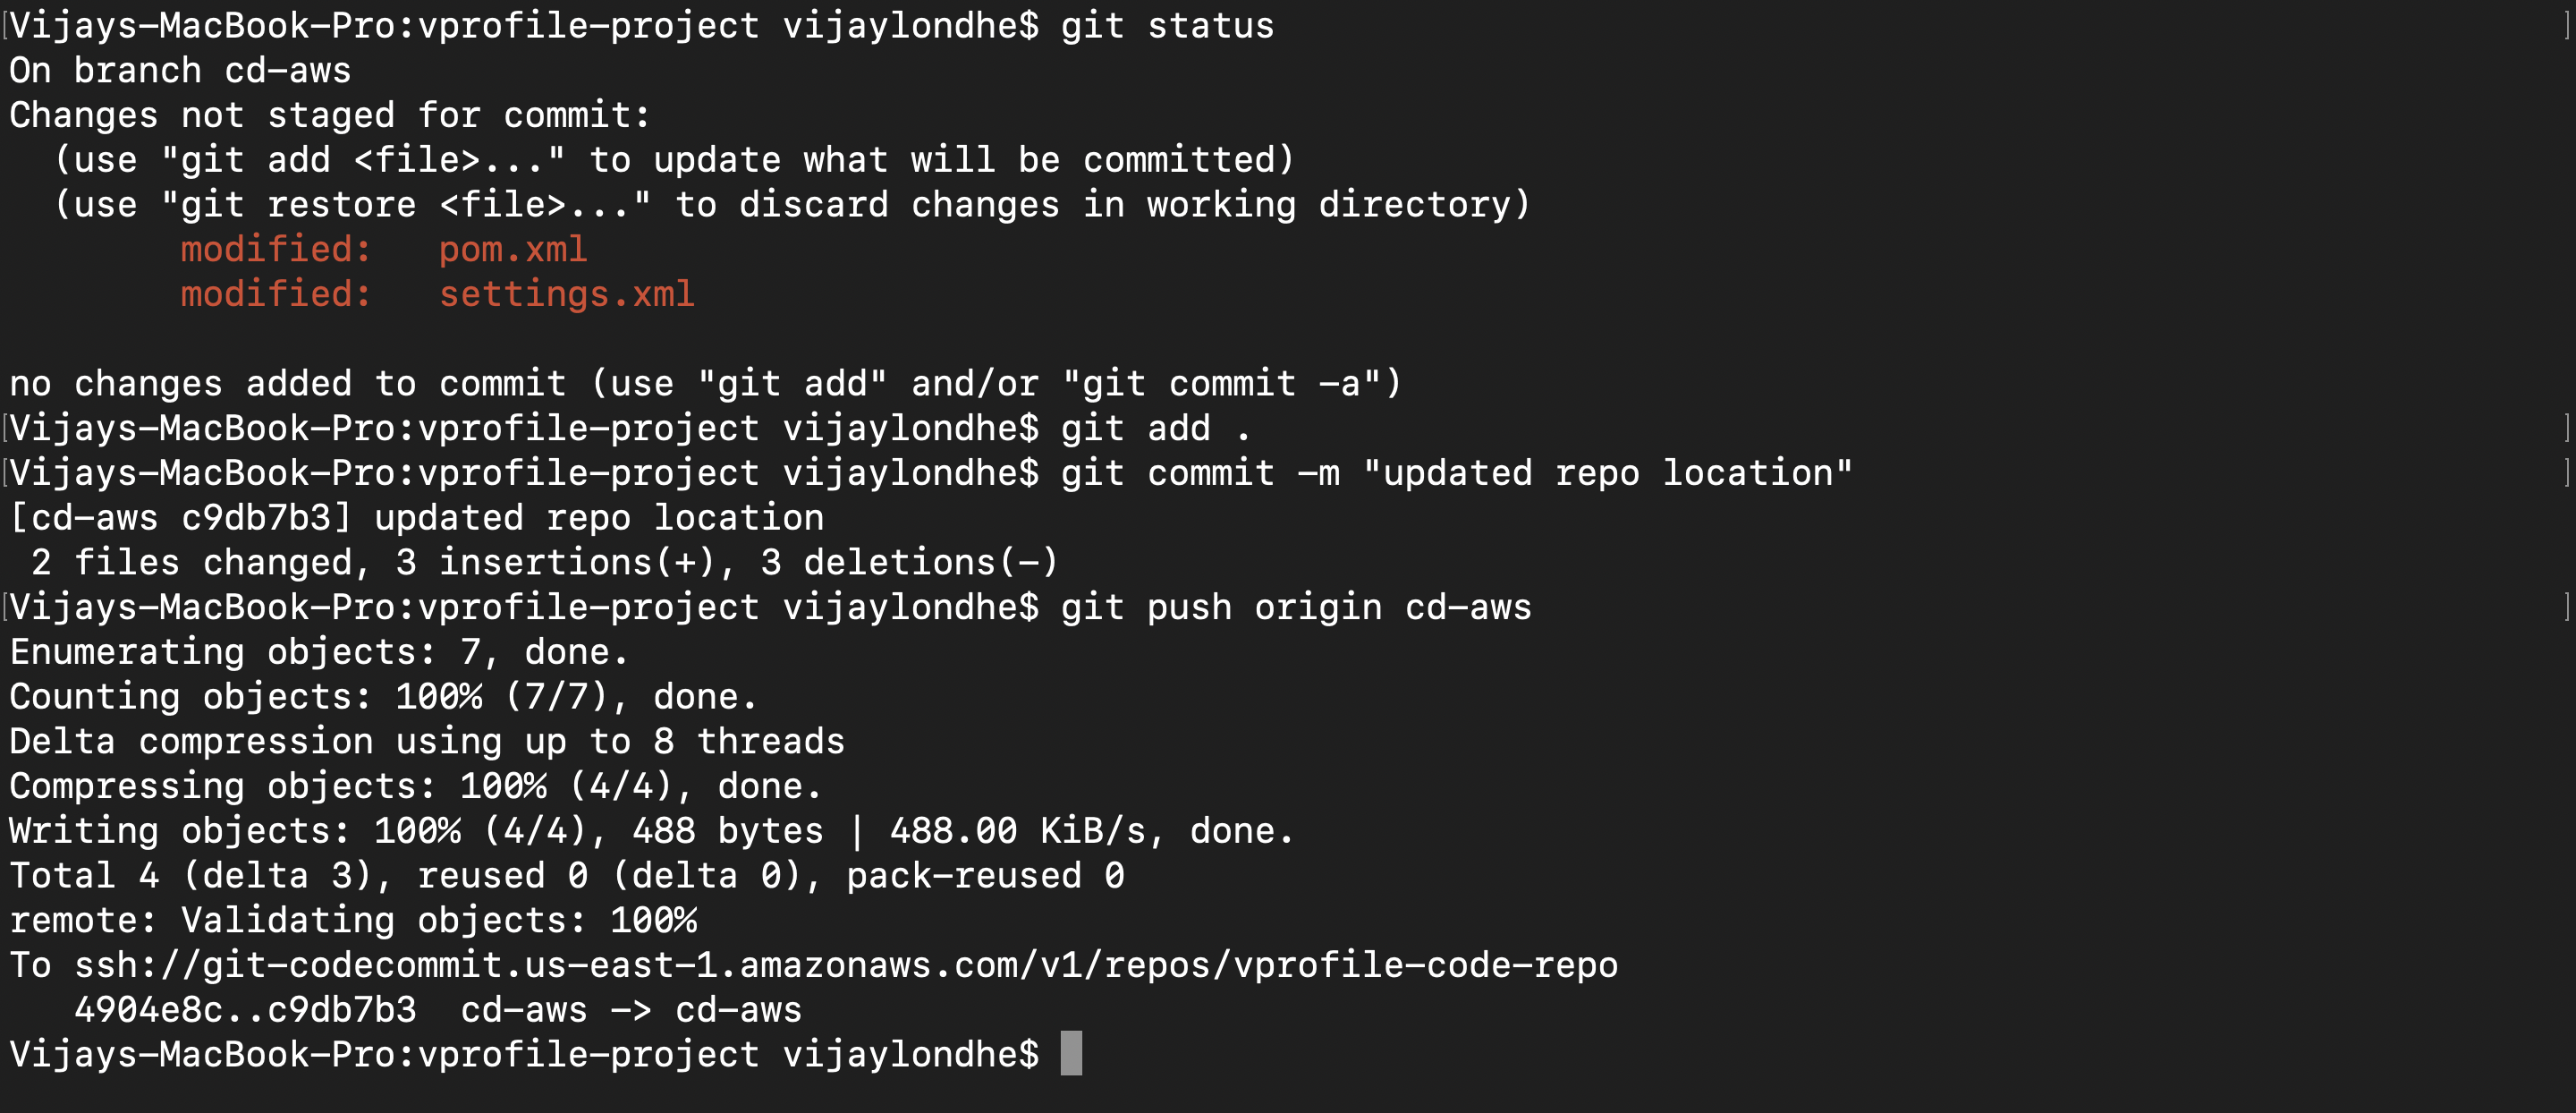 [Vijays-MacBook-Pro:vprofile-project vijaylondhe$ git status ]
On branch cd-aws
Changes not staged for commit:
  (use "git add <file>..." to update what will be committed)
  (use "git restore <file>..." to discard changes in working directory)
        modified:   pom.xml
        modified:   settings.xml

no changes added to commit (use "git add" and/or "git commit -a")
[Vijays-MacBook-Pro:vprofile-project vijaylondhe$ git add . ]
[Vijays-MacBook-Pro:vprofile-project vijaylondhe$ git commit -m "updated repo location" ]
[cd-aws c9db7b3] updated repo location
 2 files changed, 3 insertions(+), 3 deletions(-)
[Vijays-MacBook-Pro:vprofile-project vijaylondhe$ git push origin cd-aws ]
Enumerating objects: 7, done.
Counting objects: 100% (7/7), done.
Delta compression using up to 8 threads
Compressing objects: 100% (4/4), done.
Writing objects: 100% (4/4), 488 bytes | 488.00 KiB/s, done.
Total 4 (delta 3), reused 0 (delta 0), pack-reused 0
remote: Validating objects: 100%
To ssh://git-codecommit.us-east-1.amazonaws.com/v1/repos/vprofile-code-repo
   4904e8c..c9db7b3  cd-aws -> cd-aws
Vijays-MacBook-Pro:vprofile-project vijaylondhe$